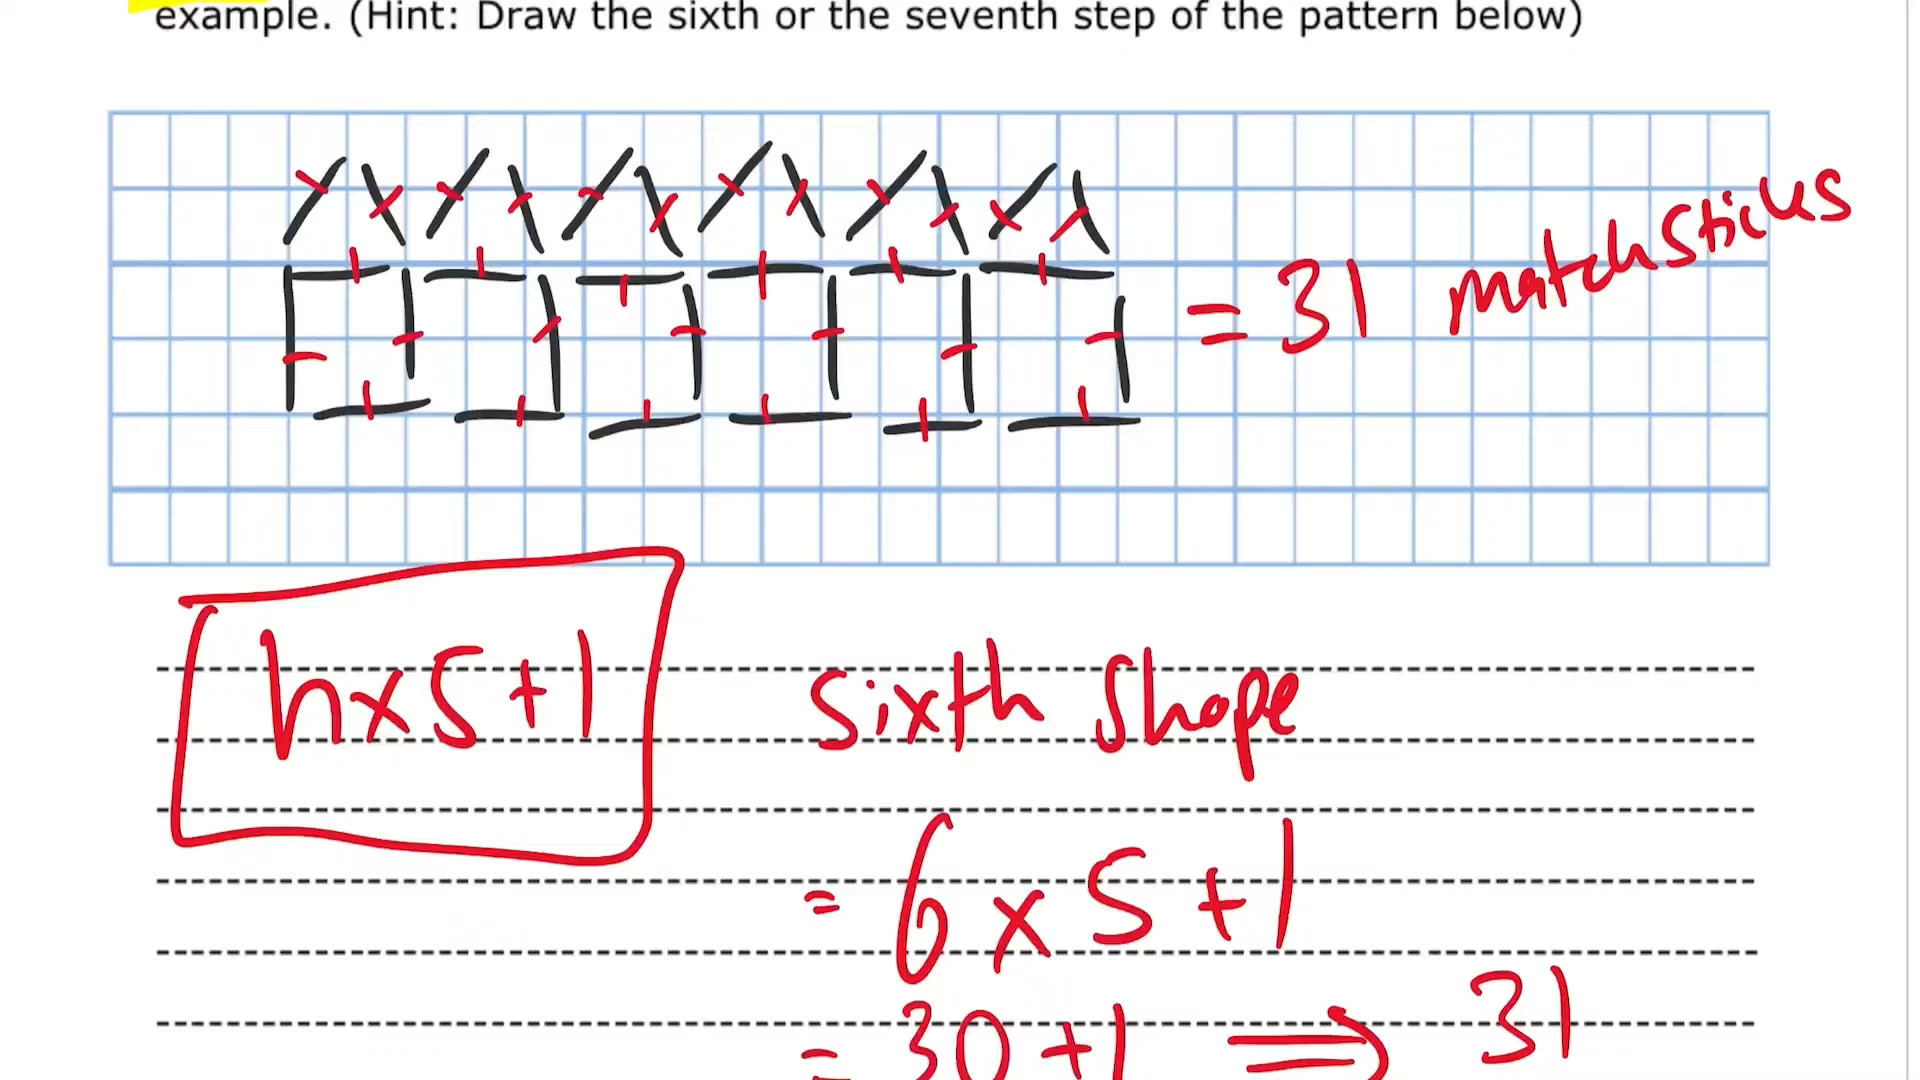 example. (Hint: Draw the sixth or the seventh step of the pattern below)
= 31 matchsticks
n×5+1
sixth shape
= 6×5+1
= 30+1 ⟹ 31